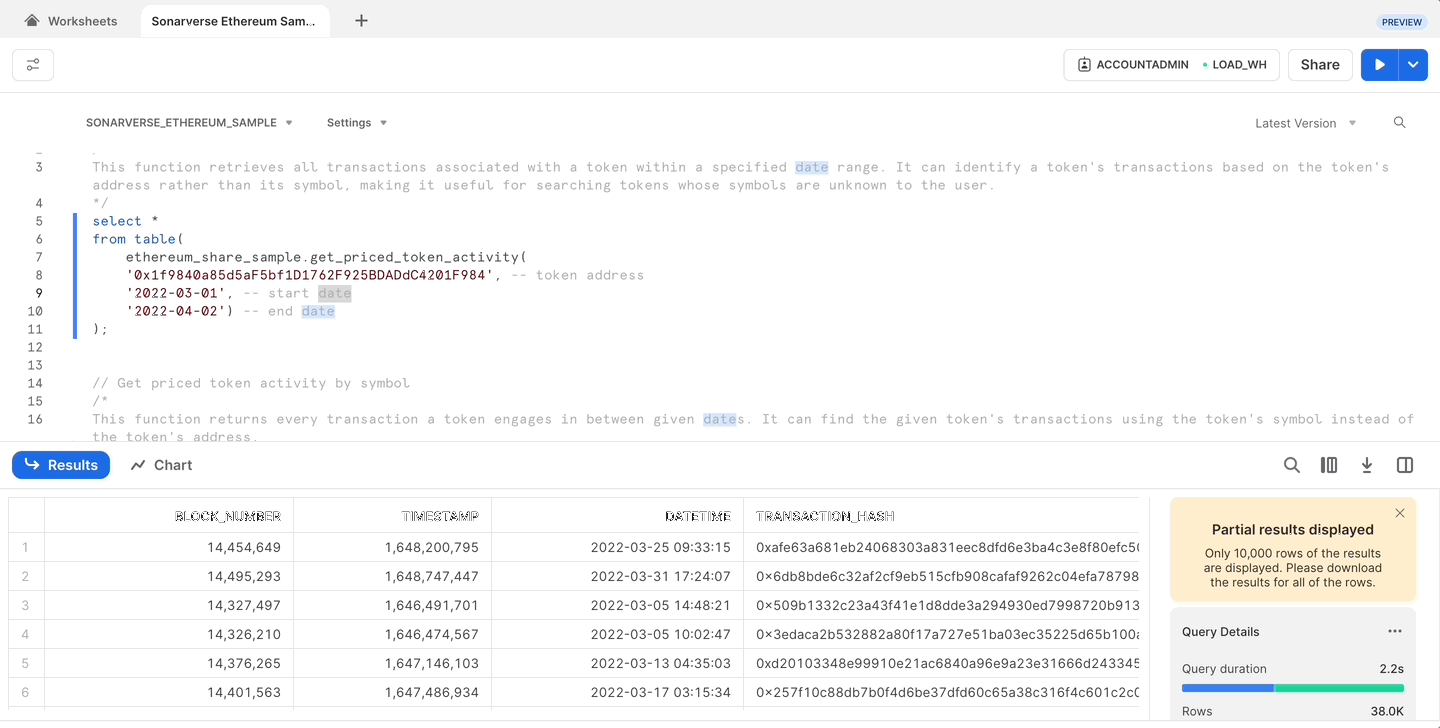 Worksheets
Sonarverse Ethereum Sam...
PREVIEW
ACCOUNTADMIN
LOAD_WH
Share
SONARVERSE_ETHEREUM_SAMPLE
Settings
Latest Version
3 This function retrieves all transactions associated with a token within a specified date range. It can identify a token's transactions based on the token's
address rather than its symbol, making it useful for searching tokens whose symbols are unknown to the user.
4 */
5 select *
6 from table(
7 ethereum_share_sample.get_priced_token_activity(
8 '0x1f9840a85d5aF5bf1D1762F925BDADdC4201F984', -- token address
9 '2022-03-01', -- start date
10 '2022-04-02') -- end date
11 );
12
13
14 // Get priced token activity by symbol
15 /*
16 This function returns every transaction a token engages in between given dates. It can find the given token's transactions using the token's symbol instead of
the token's address.
Results
Chart
BLOCK_NUMBER TIMESTAMP DATETIME TRANSACTION_HASH
1 14,454,649 1,648,200,795 2022-03-25 09:33:15 0xafe63a681eb24068303a831eec8dfd6e3ba4c3e8f80efc50
2 14,495,293 1,648,747,447 2022-03-31 17:24:07 0x6db8bde6c32af2cf9eb515cfb908cafaf9262c04efa78798
3 14,327,497 1,646,491,701 2022-03-05 14:48:21 0x509b1332c23a43f41e1d8dde3a294930ed7998720b913
4 14,326,210 1,646,474,567 2022-03-05 10:02:47 0x3edaca2b532882a80f17a727e51ba03ec35225d65b100a
5 14,376,265 1,647,146,103 2022-03-13 04:35:03 0xd20103348e99910e21ac6840a96e9a23e31666d243345
6 14,401,563 1,647,486,934 2022-03-17 03:15:34 0x257f10c88db7b0f4d6be37dfd60c65a38c316f4c601c2c0
Partial results displayed
Only 10,000 rows of the results
are displayed. Please download
the results for all of the rows.
Query Details
Query duration 2.2s
Rows 38.0K